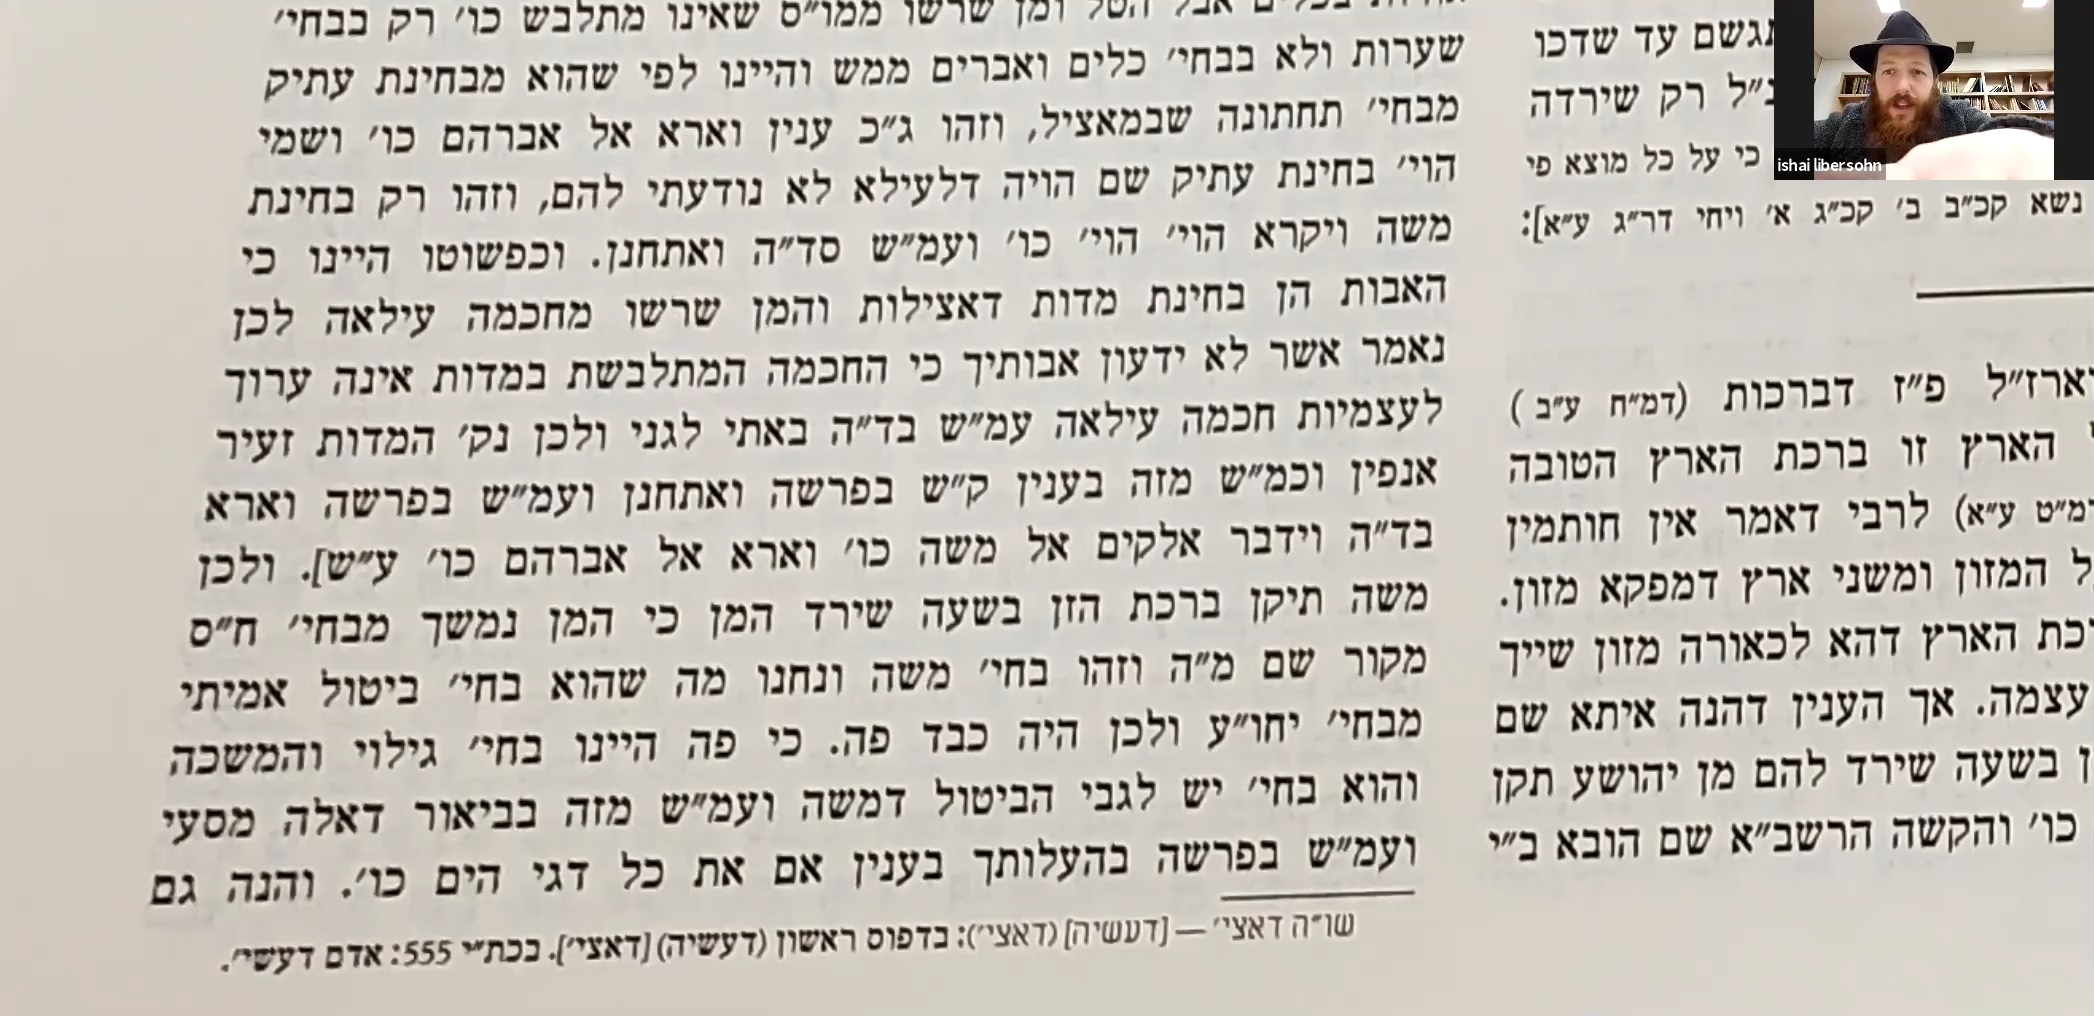 שרשו ממו״ס שאינו מתלבש כו׳ רק בבחי׳
שערות ולא בבחי׳ כלים ואברים ממש והיינו לפי שהוא מבחינת עתיק
מבחי׳ תחתונה שבמאציל, וזהו ג״כ ענין וארא אל אברהם כו׳ ושמי
הוי׳ בחינת עתיק שם הויה דלעילא לא נודעתי להם, וזהו רק בחינת
משה ויקרא הוי׳ הוי׳ כו׳ ועמ״ש סד״ה ואתחנן. וכפשוטו היינו כי
האבות הן בחינת מדות דאצילות והמן שרשו מחכמה עילאה לכן
נאמר אשר לא ידעון אבותיך כי החכמה המתלבשת במדות אינה ערוך
לעצמיות חכמה עילאה עמ״ש בד״ה באתי לגני ולכן נק׳ המדות זעיר
אנפין וכמ״ש מזה בענין ק״ש בפרשה ואתחנן ועמ״ש בפרשה וארא
בד״ה וידבר אלקים אל משה כו׳ וארא אל אברהם כו׳ ע״ש]. ולכן
משה תיקן ברכת הזן בשעה שירד המן כי המן נמשך מבחי׳ ח״ס
מקור שם מ״ה וזהו בחי׳ משה ונחנו מה שהוא בחי׳ ביטול אמיתי
מבחי׳ יחו״ע ולכן היה כבד פה. כי פה היינו בחי׳ גילוי והמשכה
והוא בחי׳ יש לגבי הביטול דמשה ועמ״ש מזה בביאור דאלה מסעי
ועמ״ש בפרשה בהעלותך בענין אם את כל דגי הים כו׳. והנה גם
שו״ה דאצי׳ — [דעשיה] (דאצי׳): בדפוס ראשון (דעשיה) [דאצי׳]. בכת״י 555: אדם דעשי׳.
עד שדכו
רק שירדה
כי על כל מוצא פי
נשא קכ״ב ב׳ קכ״ג א׳ ויחי דר״ג ע״א]:
פ״ז דברכות (דמ״ח ע״ב)
הארץ זו ברכת הארץ הטובה
ע״א) לרבי דאמר אין חותמין
המזון ומשני ארץ דמפקא מזון.
הארץ דהא לכאורה מזון שייך
עצמה. אך הענין דהנה איתא שם
בשעה שירד להם מן יהושע תקן
כו׳ והקשה הרשב״א שם הובא ב״י
ishai libersohn